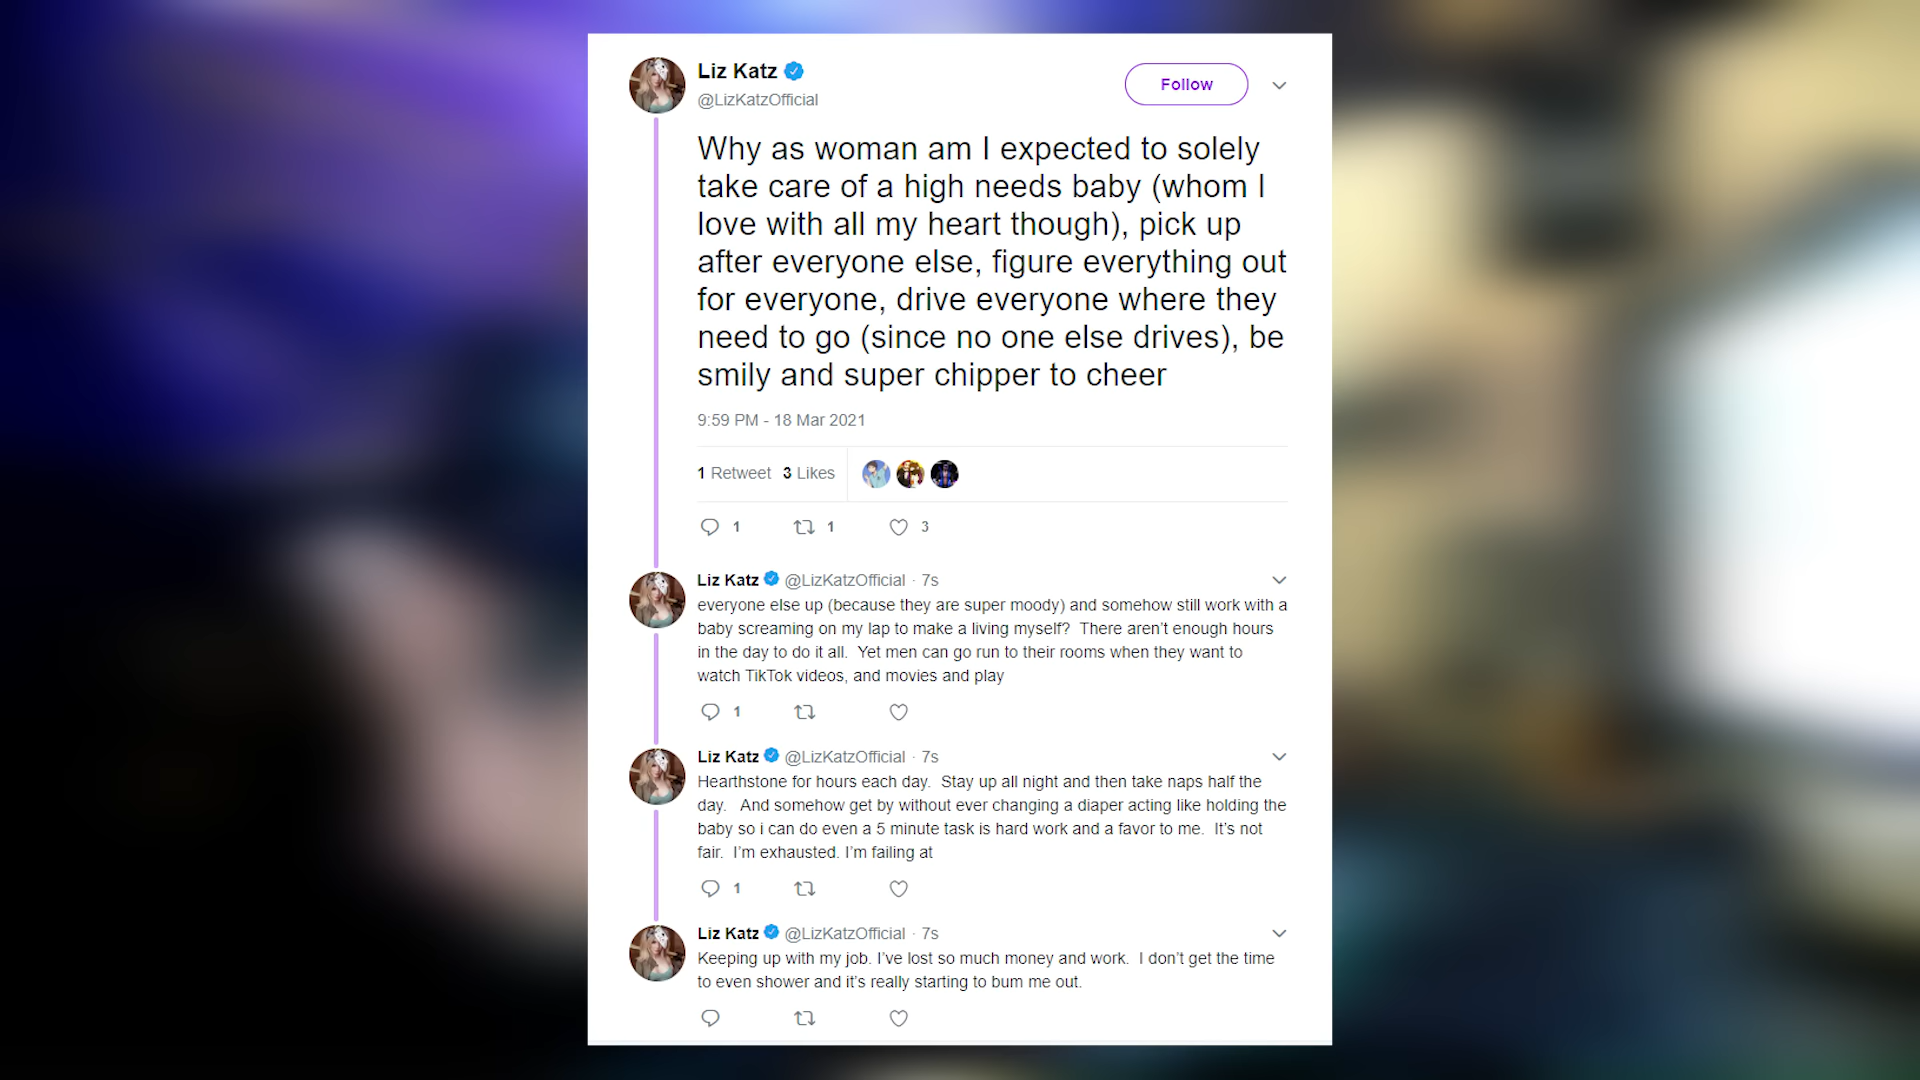 Liz Katz
@LizKatzOfficial
Follow
Why as woman am I expected to solely
take care of a high needs baby (whom I
love with all my heart though), pick up
after everyone else, figure everything out
for everyone, drive everyone where they
need to go (since no one else drives), be
smily and super chipper to cheer
9:59 PM - 18 Mar 2021
1 Retweet 3 Likes
1 1 3
Liz Katz @LizKatzOfficial · 7s
everyone else up (because they are super moody) and somehow still work with a
baby screaming on my lap to make a living myself? There aren't enough hours
in the day to do it all. Yet men can go run to their rooms when they want to
watch TikTok videos, and movies and play
1
Liz Katz @LizKatzOfficial · 7s
Hearthstone for hours each day. Stay up all night and then take naps half the
day. And somehow get by without ever changing a diaper acting like holding the
baby so i can do even a 5 minute task is hard work and a favor to me. It's not
fair. I'm exhausted. I'm failing at
1
Liz Katz @LizKatzOfficial · 7s
Keeping up with my job. I've lost so much money and work. I don't get the time
to even shower and it's really starting to bum me out.